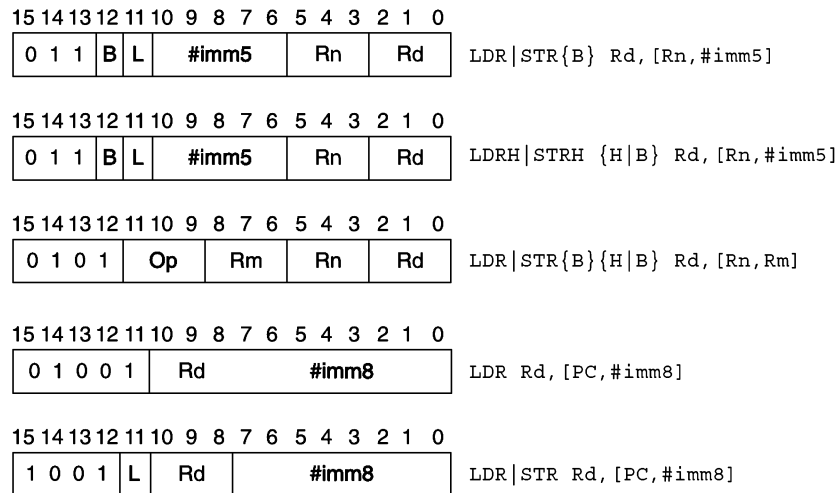 15 14 13 12 11 10 9 8 7 6 5 4 3 2 1 0
0 1 1 B L #imm5 Rn Rd LDR|STR{B} Rd,[Rn,#imm5]
15 14 13 12 11 10 9 8 7 6 5 4 3 2 1 0
0 1 1 B L #imm5 Rn Rd LDRH|STRH {H|B} Rd,[Rn,#imm5]
15 14 13 12 11 10 9 8 7 6 5 4 3 2 1 0
0 1 0 1 Op Rm Rn Rd LDR|STR{B}{H|B} Rd,[Rn,Rm]
15 14 13 12 11 10 9 8 7 6 5 4 3 2 1 0
0 1 0 0 1 Rd #imm8 LDR Rd,[PC,#imm8]
15 14 13 12 11 10 9 8 7 6 5 4 3 2 1 0
1 0 0 1 L Rd #imm8 LDR|STR Rd,[PC,#imm8]